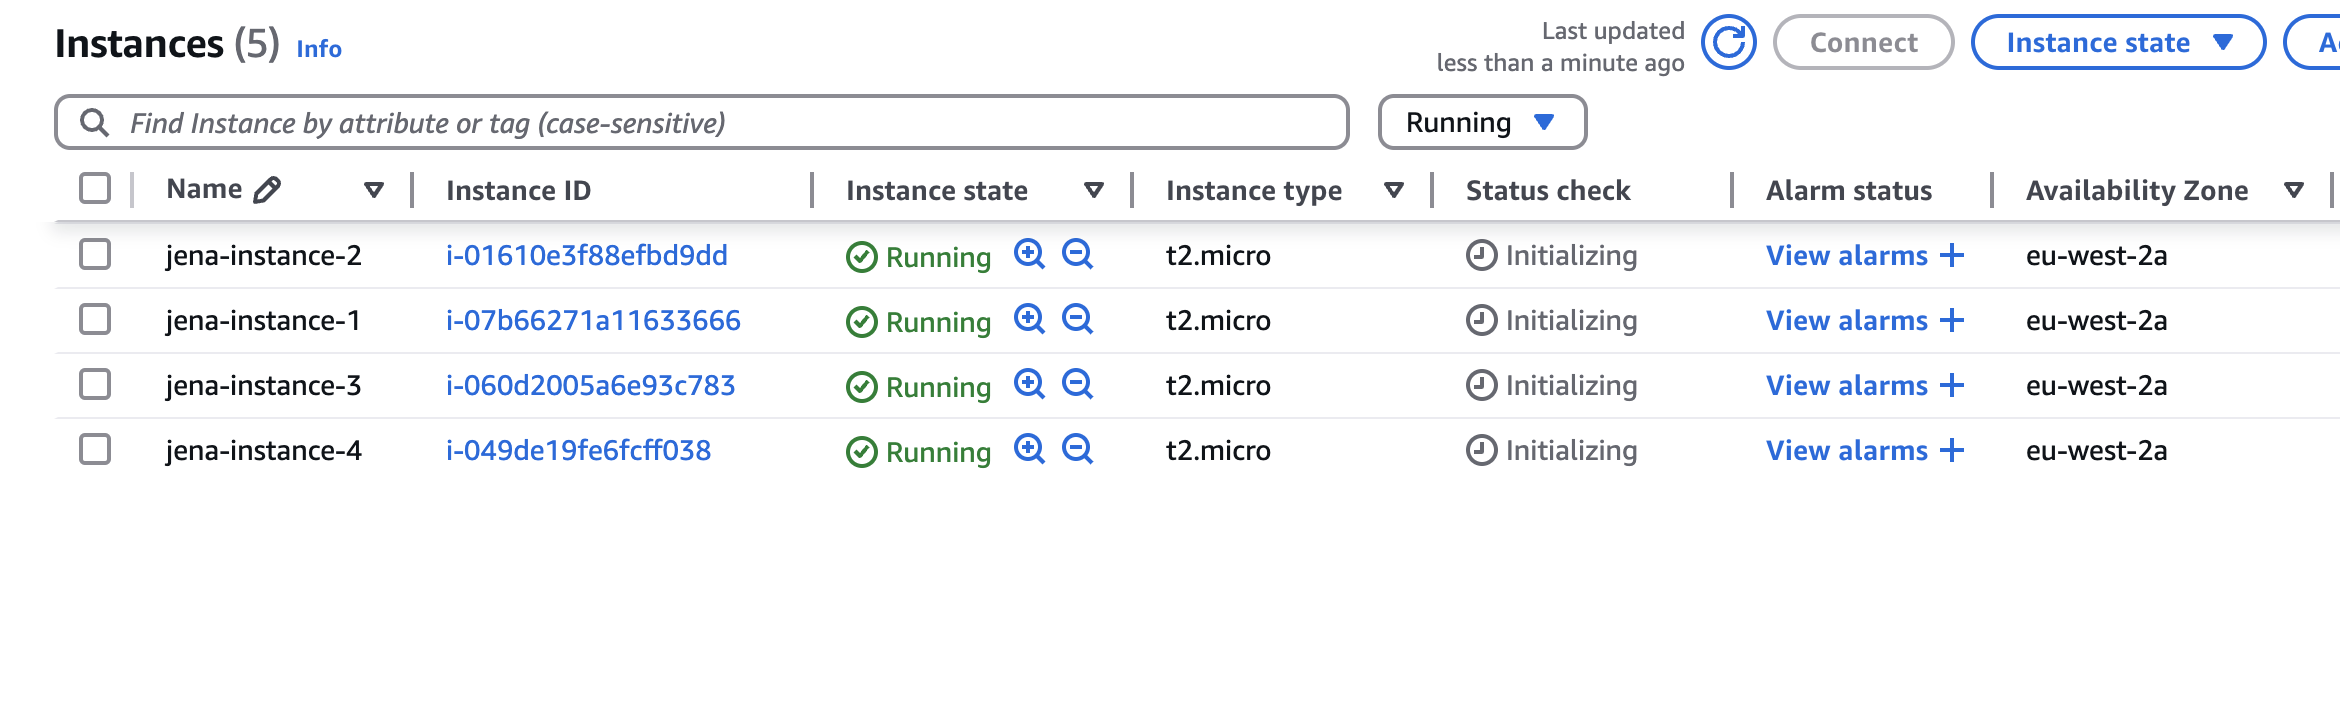 Instances (5) Info
Last updated
less than a minute ago
Connect
Instance state
Find Instance by attribute or tag (case-sensitive)
Running
Name Instance ID Instance state Instance type Status check Alarm status Availability Zone
jena-instance-2 i-01610e3f88efbd9dd Running t2.micro Initializing View alarms + eu-west-2a
jena-instance-1 i-07b66271a11633666 Running t2.micro Initializing View alarms + eu-west-2a
jena-instance-3 i-060d2005a6e93c783 Running t2.micro Initializing View alarms + eu-west-2a
jena-instance-4 i-049de19fe6fcff038 Running t2.micro Initializing View alarms + eu-west-2a